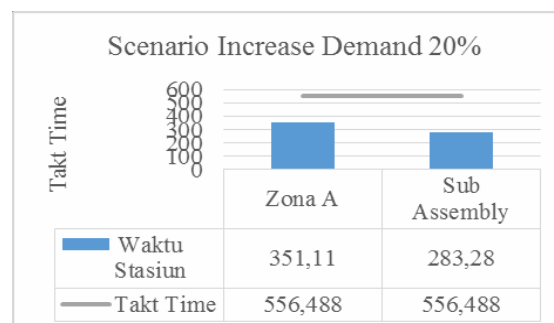 Scenario Increase Demand 20%
Takt Time
600
500
400
300
200
100
0
Zona A
Sub
Assembly
Waktu
Stasiun
351,11
283,28
Takt Time
556,488
556,488